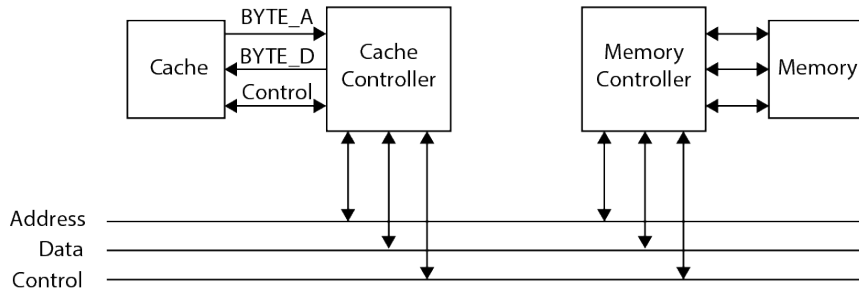 BYTE_A
Cache
BYTE_D
Control
Cache
Controller
Memory
Controller
Memory
Address
Data
Control